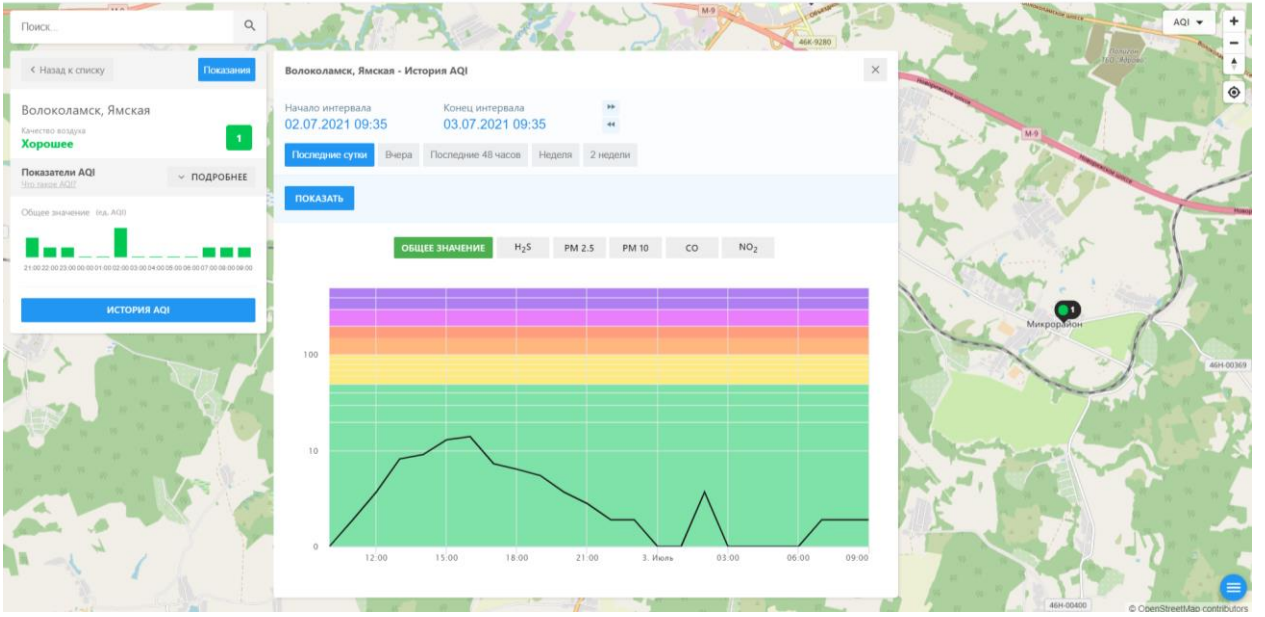 Поиск...
Назад к списку
Показания
Волоколамск, Ямская
Качество воздуха
Хорошее
1
Показатели AQI
Что такое AQI?
ПОДРОБНЕЕ
Общее значение (ед. AQI)
21:00 22:00 23:00 00:00 01:00 02:00 03:00 04:00 05:00 06:00 07:00 08:00 09:00
ИСТОРИЯ AQI
Волоколамск, Ямская - История AQI
Начало интервала
Конец интервала
02.07.2021 09:35
03.07.2021 09:35
Последние сутки
Вчера
Последние 48 часов
Неделя
2 недели
ПОКАЗАТЬ
ОБЩЕЕ ЗНАЧЕНИЕ
H₂S
PM 2.5
PM 10
CO
NO₂
100
10
0
12:00
15:00
18:00
21:00
3. Июль
03:00
06:00
09:00
М-9
46К-9280
AQI
М-9
1
Микрорайон
46Н-00369
46Н-00400
© OpenStreetMap contributors